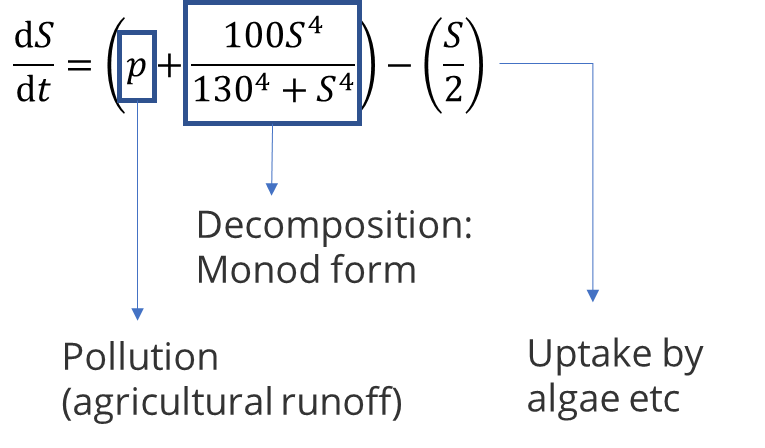 dS/dt = (p + 100S⁴/(130⁴ + S⁴)) − (S/2)
Decomposition:
Monod form
Pollution
(agricultural runoff)
Uptake by
algae etc